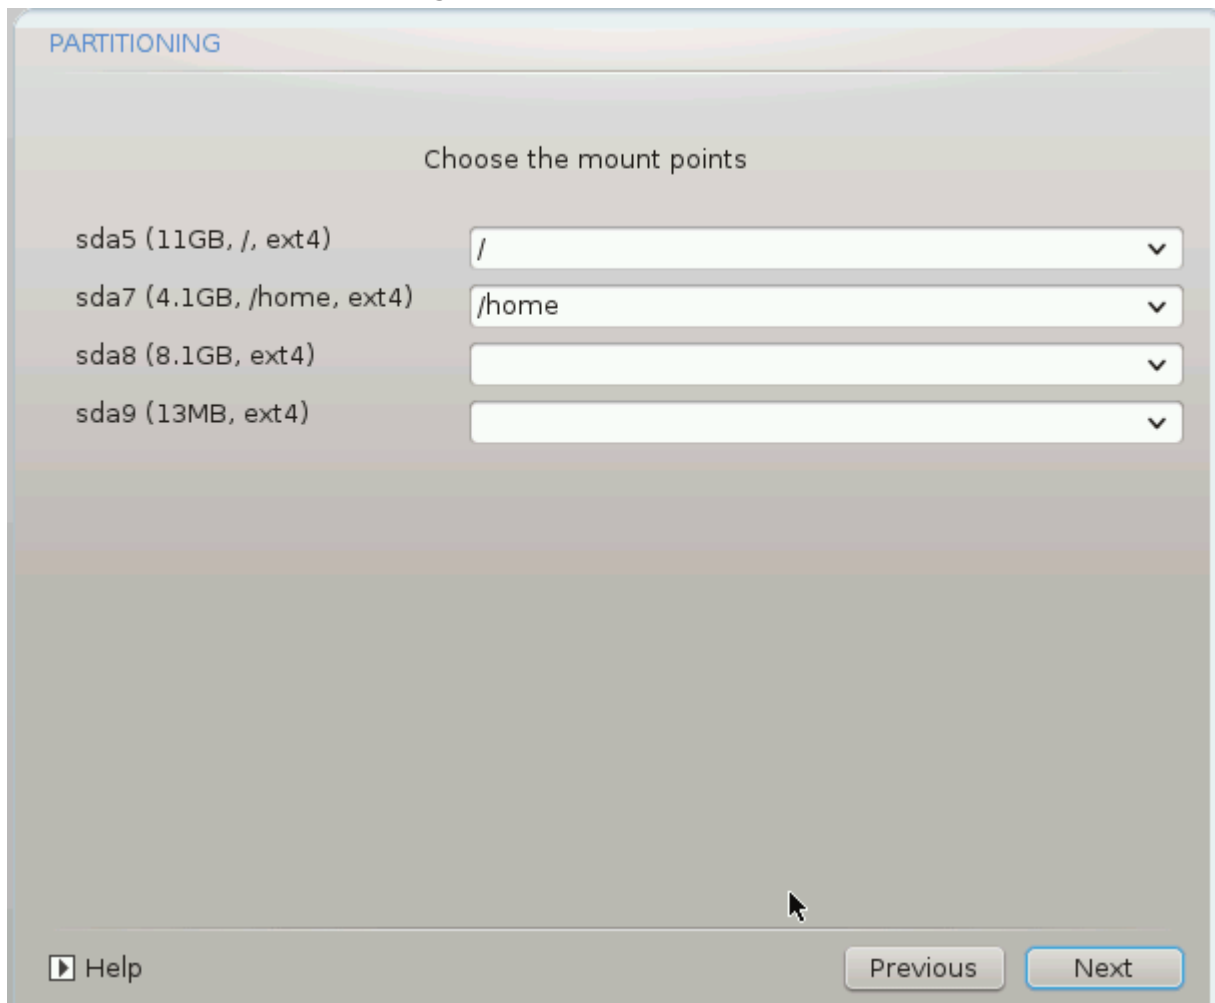 PARTITIONING
Choose the mount points
sda5 (11GB, /, ext4) /
sda7 (4.1GB, /home, ext4) /home
sda8 (8.1GB, ext4)
sda9 (13MB, ext4)
Help Previous Next